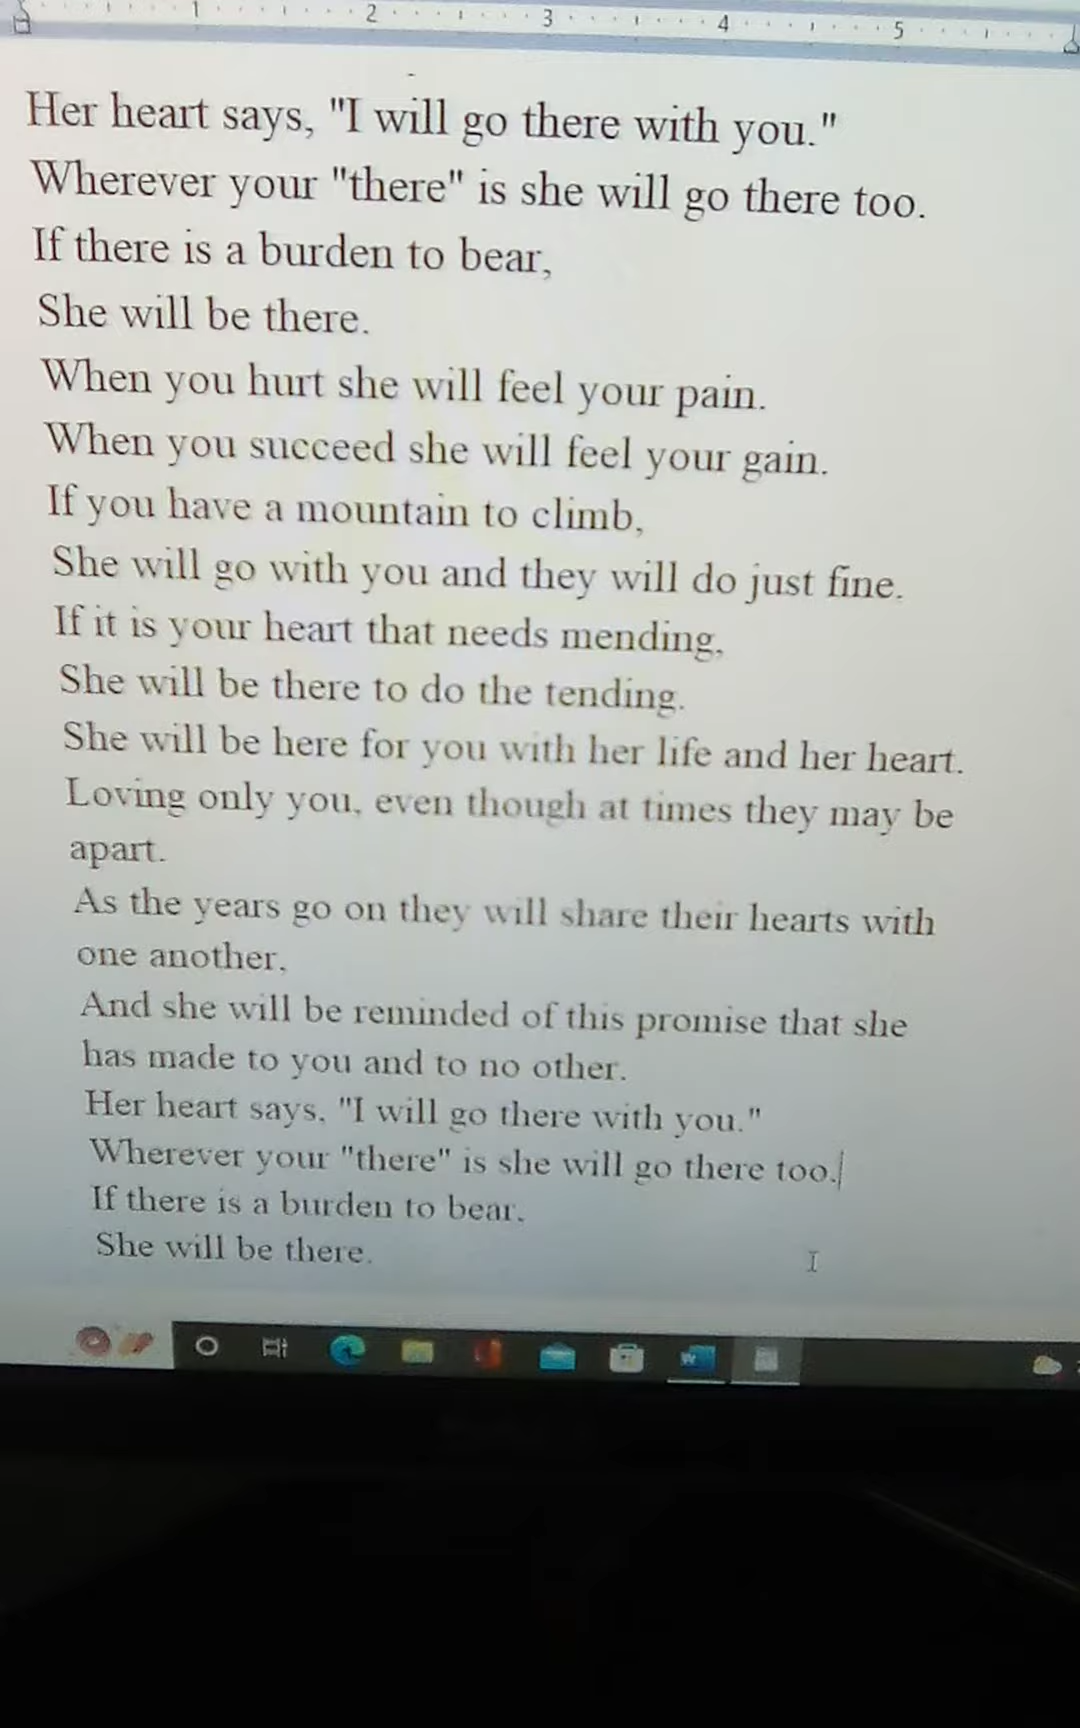 1 2 3 4 5
Her heart says, "I will go there with you."
Wherever your "there" is she will go there too.
If there is a burden to bear,
She will be there.
When you hurt she will feel your pain.
When you succeed she will feel your gain.
If you have a mountain to climb,
She will go with you and they will do just fine.
If it is your heart that needs mending,
She will be there to do the tending.
She will be here for you with her life and her heart.
Loving only you, even though at times they may be
apart.
As the years go on they will share their hearts with
one another,
And she will be reminded of this promise that she
has made to you and to no other.
Her heart says, "I will go there with you."
Wherever your "there" is she will go there too.
If there is a burden to bear,
She will be there.